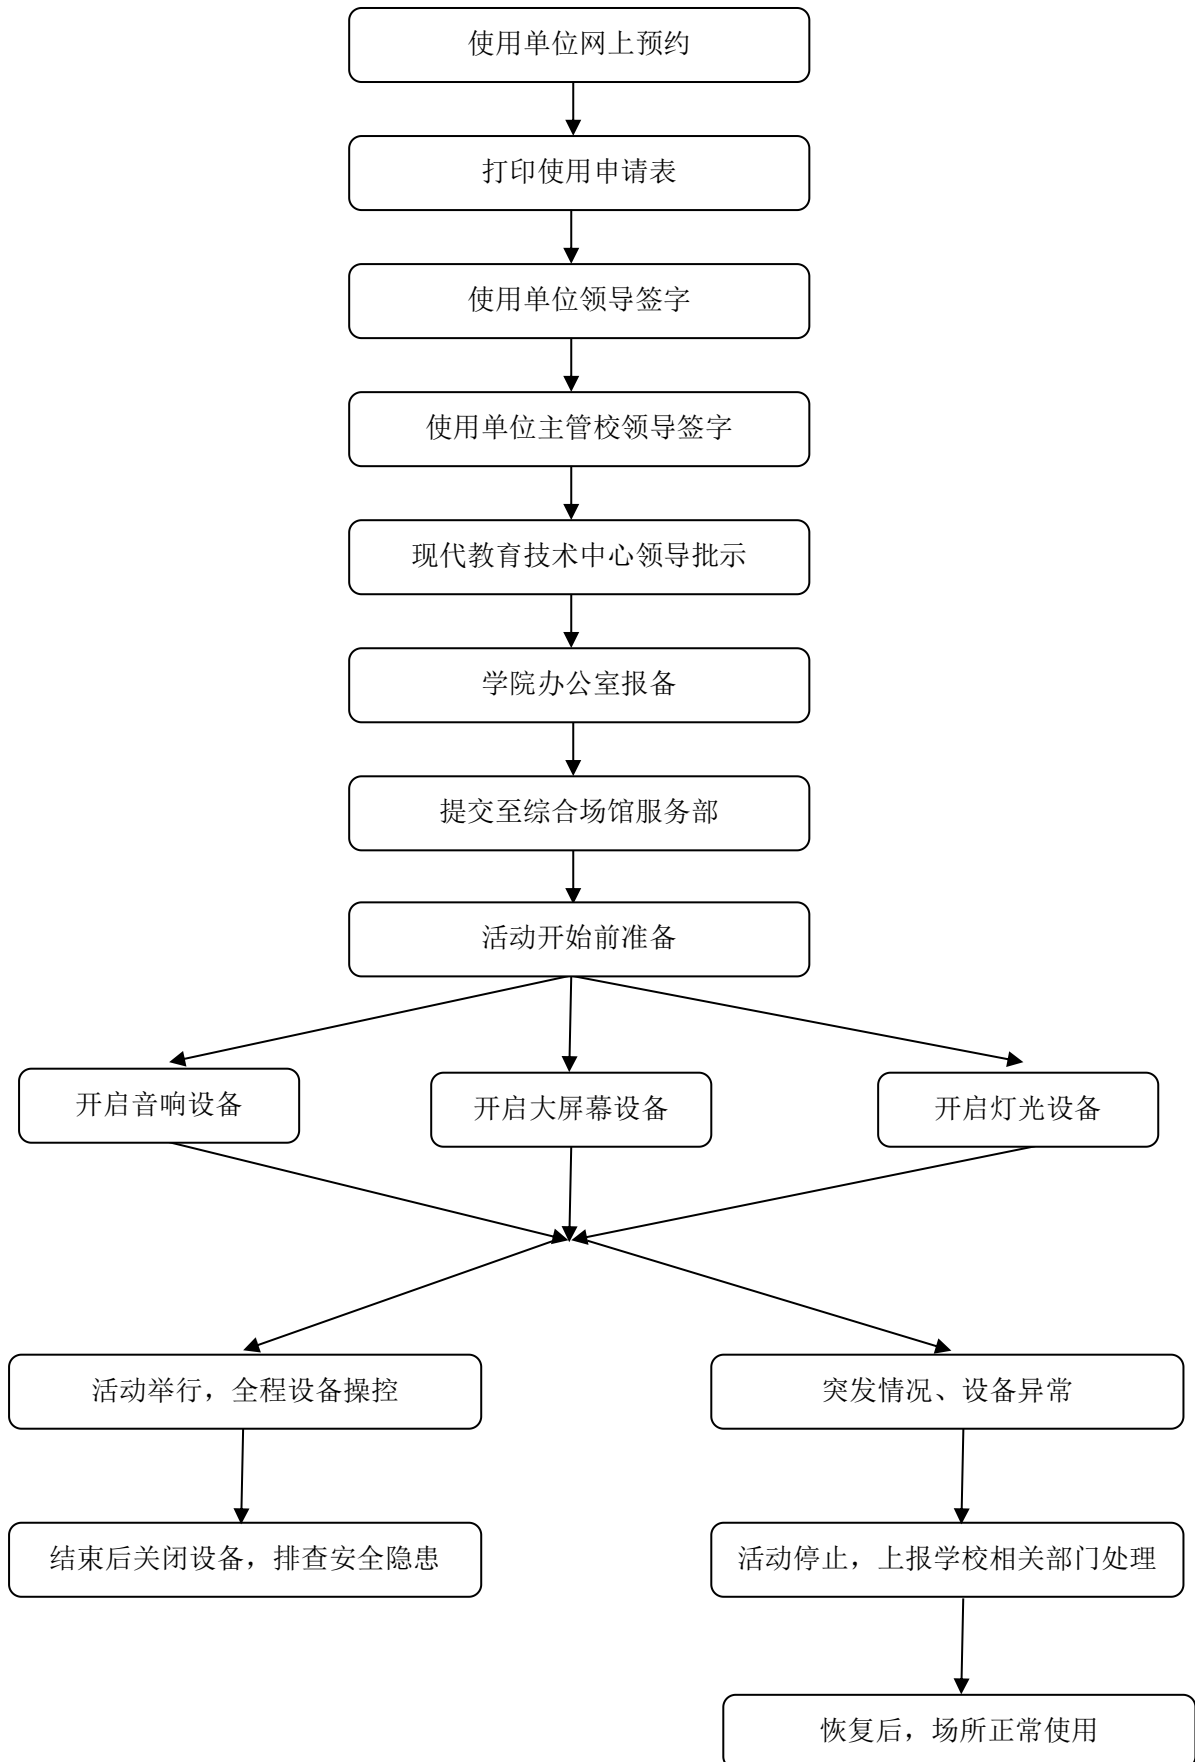 使用单位网上预约
打印使用申请表
使用单位领导签字
使用单位主管校领导签字
现代教育技术中心领导批示
学院办公室报备
提交至综合场馆服务部
活动开始前准备
开启音响设备
开启大屏幕设备
开启灯光设备
活动举行，全程设备操控
突发情况、设备异常
结束后关闭设备，排查安全隐患
活动停止，上报学校相关部门处理
恢复后，场所正常使用